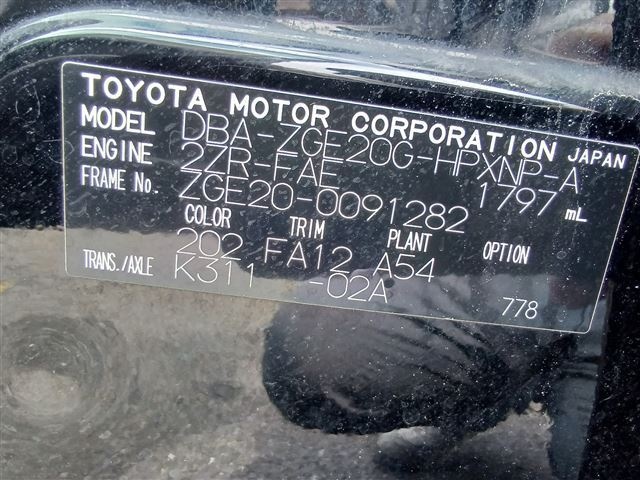 TOYOTA MOTOR CORPORATION JAPAN
MODEL DBA-ZGE20G-HPXNP-A
ENGINE 2ZR-FAE 1797 mL
FRAME No. ZGE20-0091282
COLOR TRIM PLANT OPTION
202 FA12 A54
TRANS./AXLE K311 -02A
778